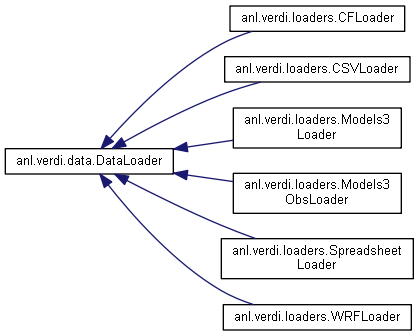 anl.verdi.loaders.CFLoader
anl.verdi.loaders.CSVLoader
anl.verdi.loaders.Models3
Loader
anl.verdi.data.DataLoader
anl.verdi.loaders.Models3
ObsLoader
anl.verdi.loaders.Spreadsheet
Loader
anl.verdi.loaders.WRFLoader